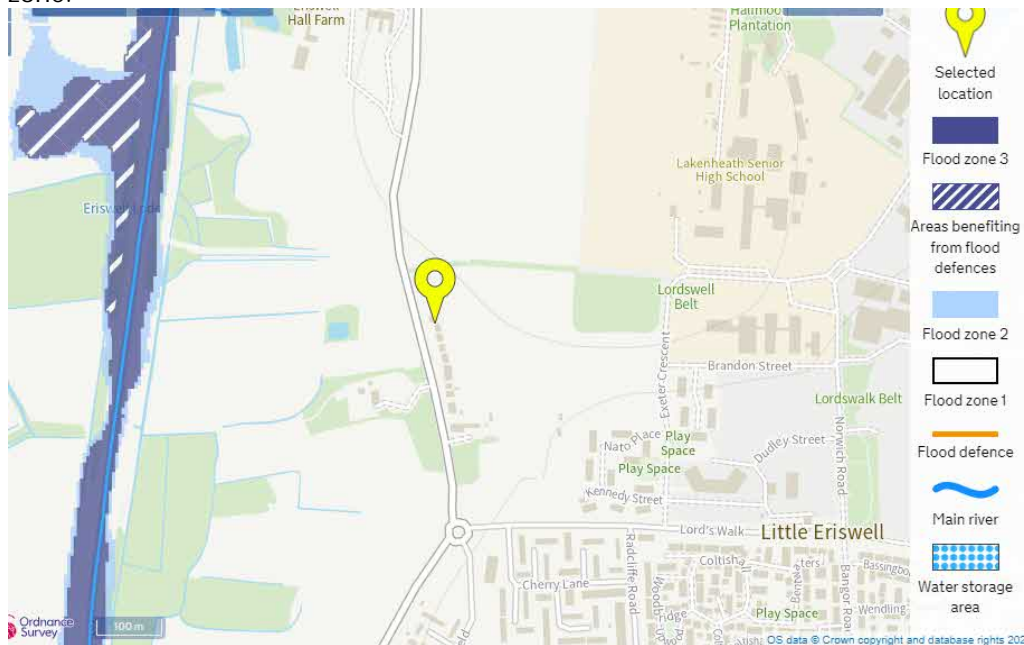 Eriswell
Hall Farm
Plantation
Lakenheath Senior
High School
Lordswell
Belt
Brandon Street
Exeter Crescent
Lordswalk Belt
Norwich Road
Dudley Street
Nato Place
Play
Space
Play Space
Kennedy Street
Lord's Walk
Little Eriswell
Radcliffe Road
Cherry Lane
Coltishall
Play Space
Bangor Road
Wendling
Ordnance
Survey
100 m
OS data © Crown copyright and database rights 202
Selected
location
Flood zone 3
Areas benefiting
from flood
defences
Flood zone 2
Flood zone 1
Flood defence
Main river
Water storage
area